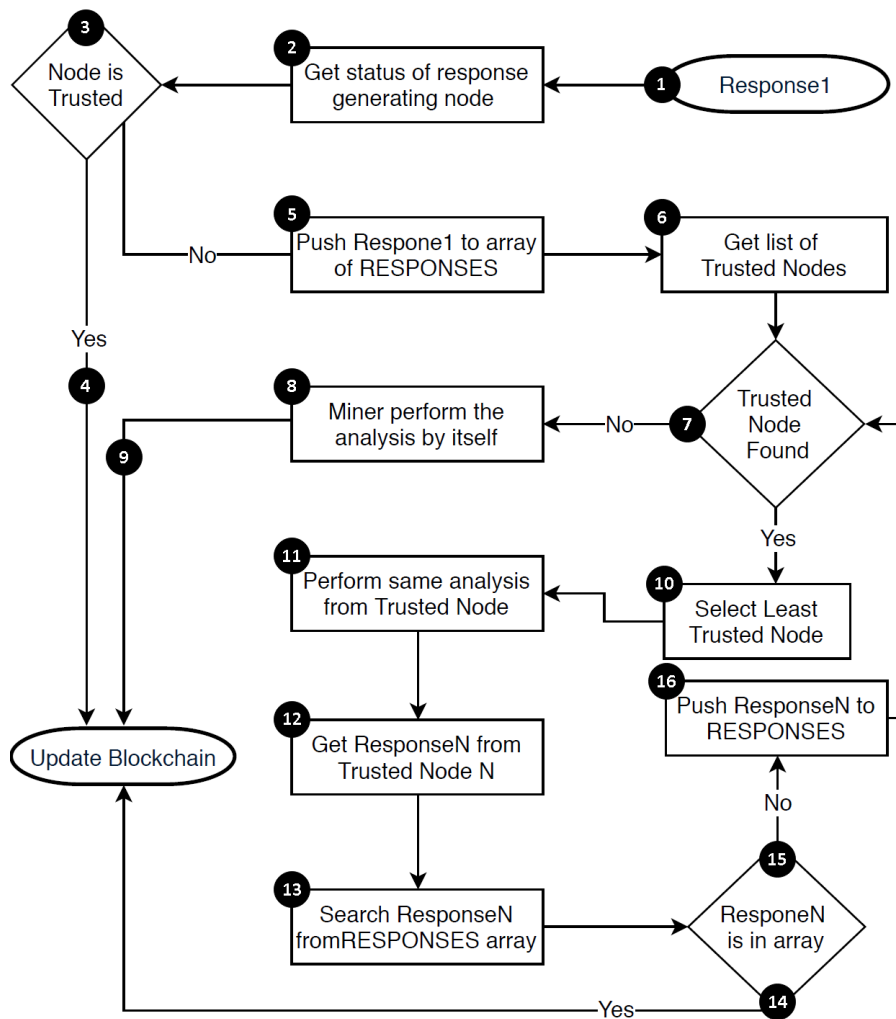 3
Node is
Trusted
2
Get status of response
generating node
1
Response1
5
Push Respone1 to array
of RESPONSES
6
Get list of
Trusted Nodes
No
Yes
4
8
Miner perform the
analysis by itself
No
7
Trusted
Node
Found
9
Yes
11
Perform same analysis
from Trusted Node
10
Select Least
Trusted Node
16
Push ResponseN to
RESPONSES
12
Get ResponseN from
Trusted Node N
Update Blockchain
No
13
Search ResponseN
fromRESPONSES array
15
ResponeN
is in array
14
Yes